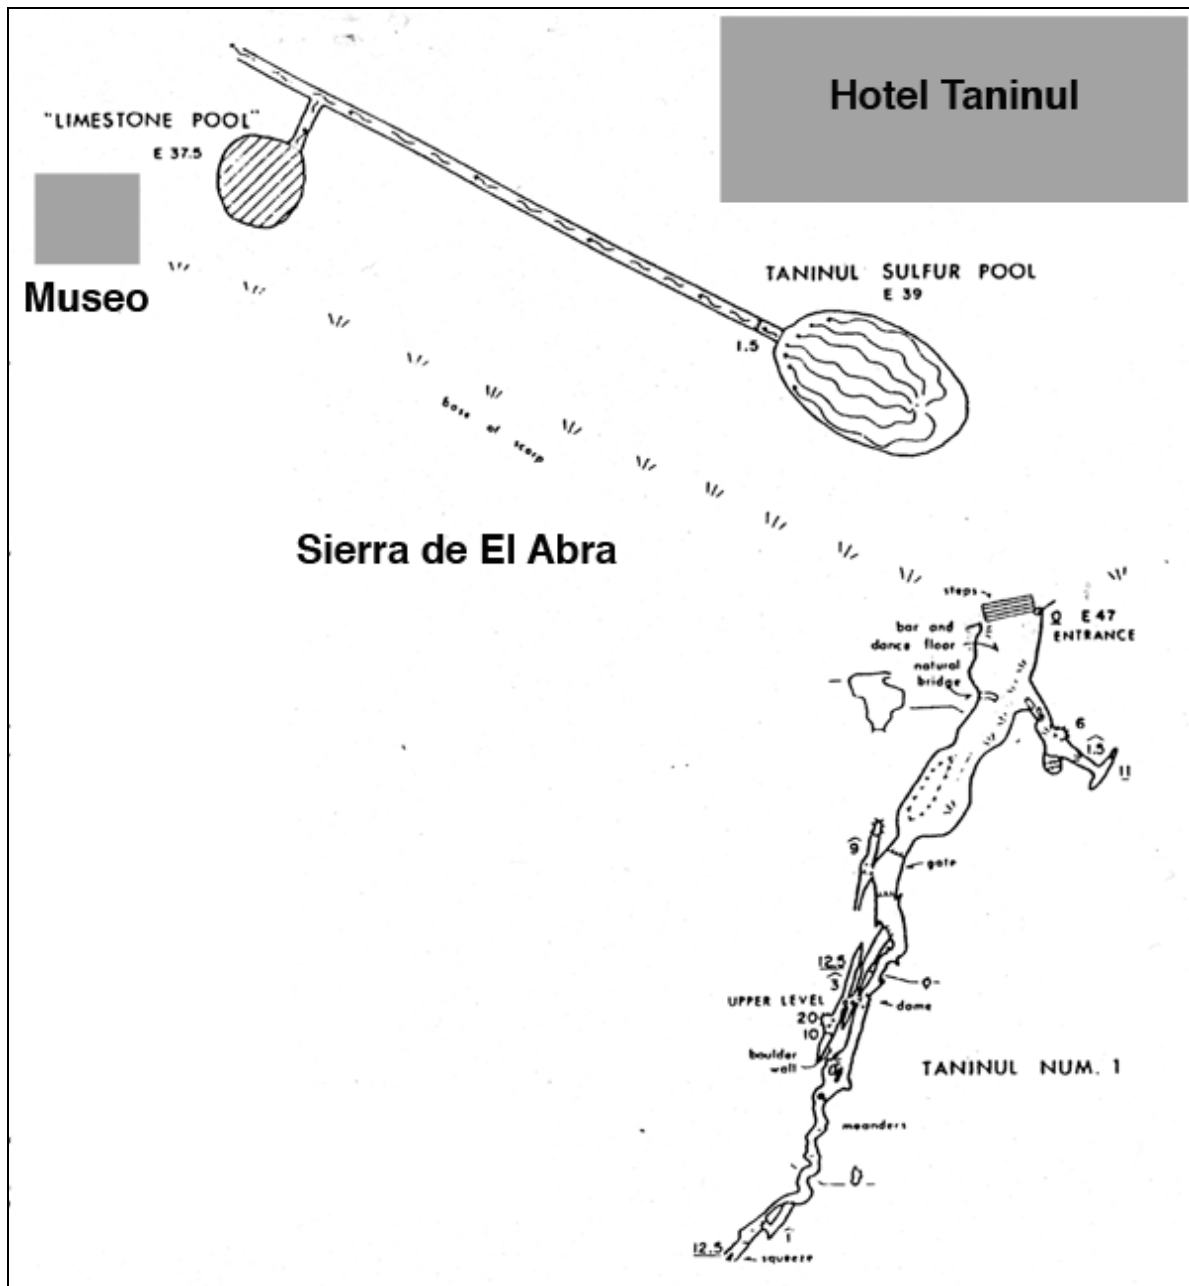 Hotel Taninul
"LIMESTONE POOL"
E 37.5
Museo
TANINUL SULFUR POOL
E 39
1.5
base of scarp
Sierra de El Abra
steps
0 E 47
ENTRANCE
bar and
dance floor
natural
bridge
6
1.5
11
9
gate
12.5
3
UPPER LEVEL
20
10
dome
boulder
wall
TANINUL NUM. 1
meanders
1
12.5
squeeze